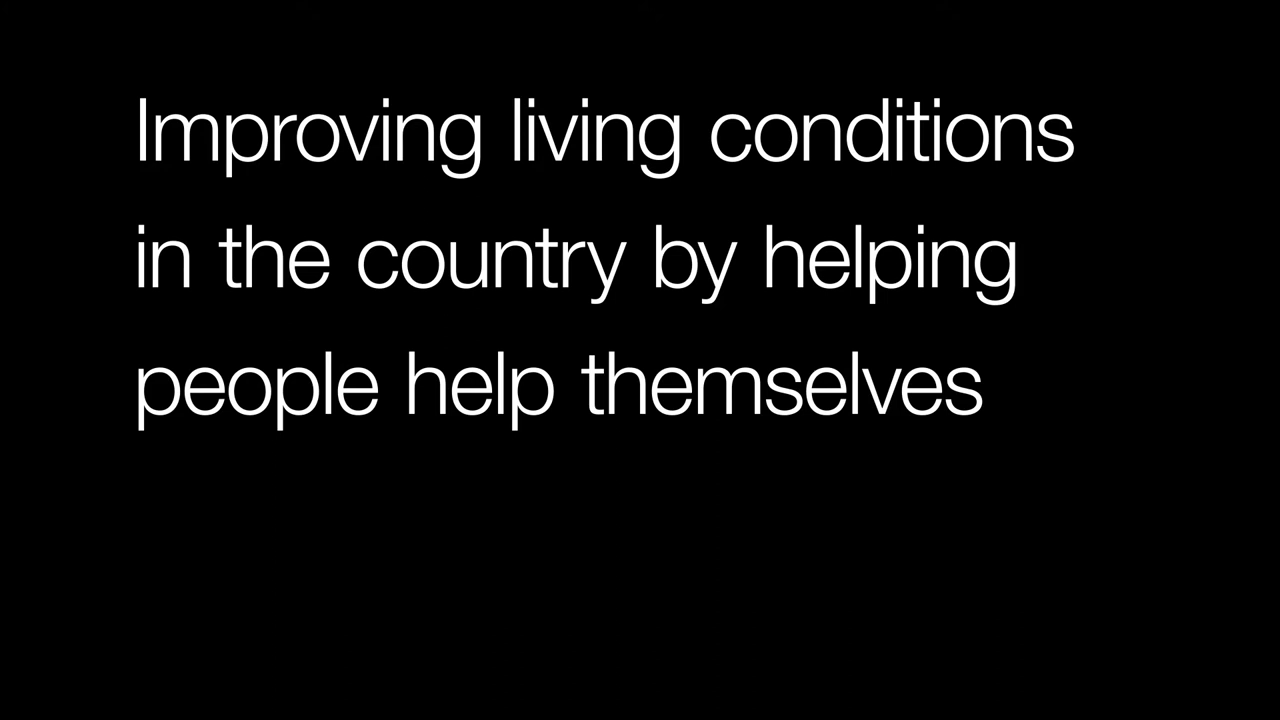 Improving living conditions
in the country by helping
people help themselves